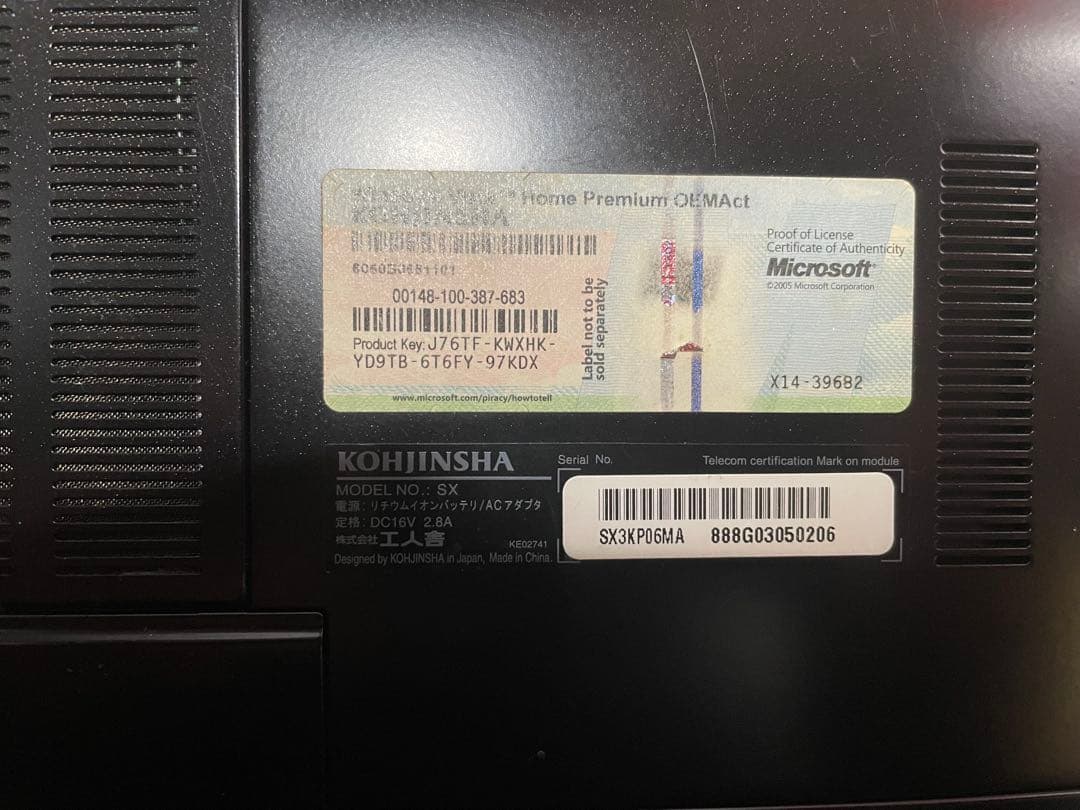 Home Premium OEMAct
KOHJINSHA
00148-100-387-683
Product Key: J76TF-KWXHK-
YD9TB-6T6FY-97KDX
www.microsoft.com/piracy/howtotell
Label not to be
sold separately
Proof of License
Certificate of Authenticity
Microsoft
©2005 Microsoft Corporation
X14-39682
KOHJINSHA
MODEL NO.: SX
電源: リチウムイオンバッテリ/ACアダプタ
定格: DC16V 2.8A
株式会社工人舎
KE02741
Designed by KOHJINSHA in Japan, Made in China.
Serial No.
Telecom certification Mark on module
SX3KP06MA 888G03050206